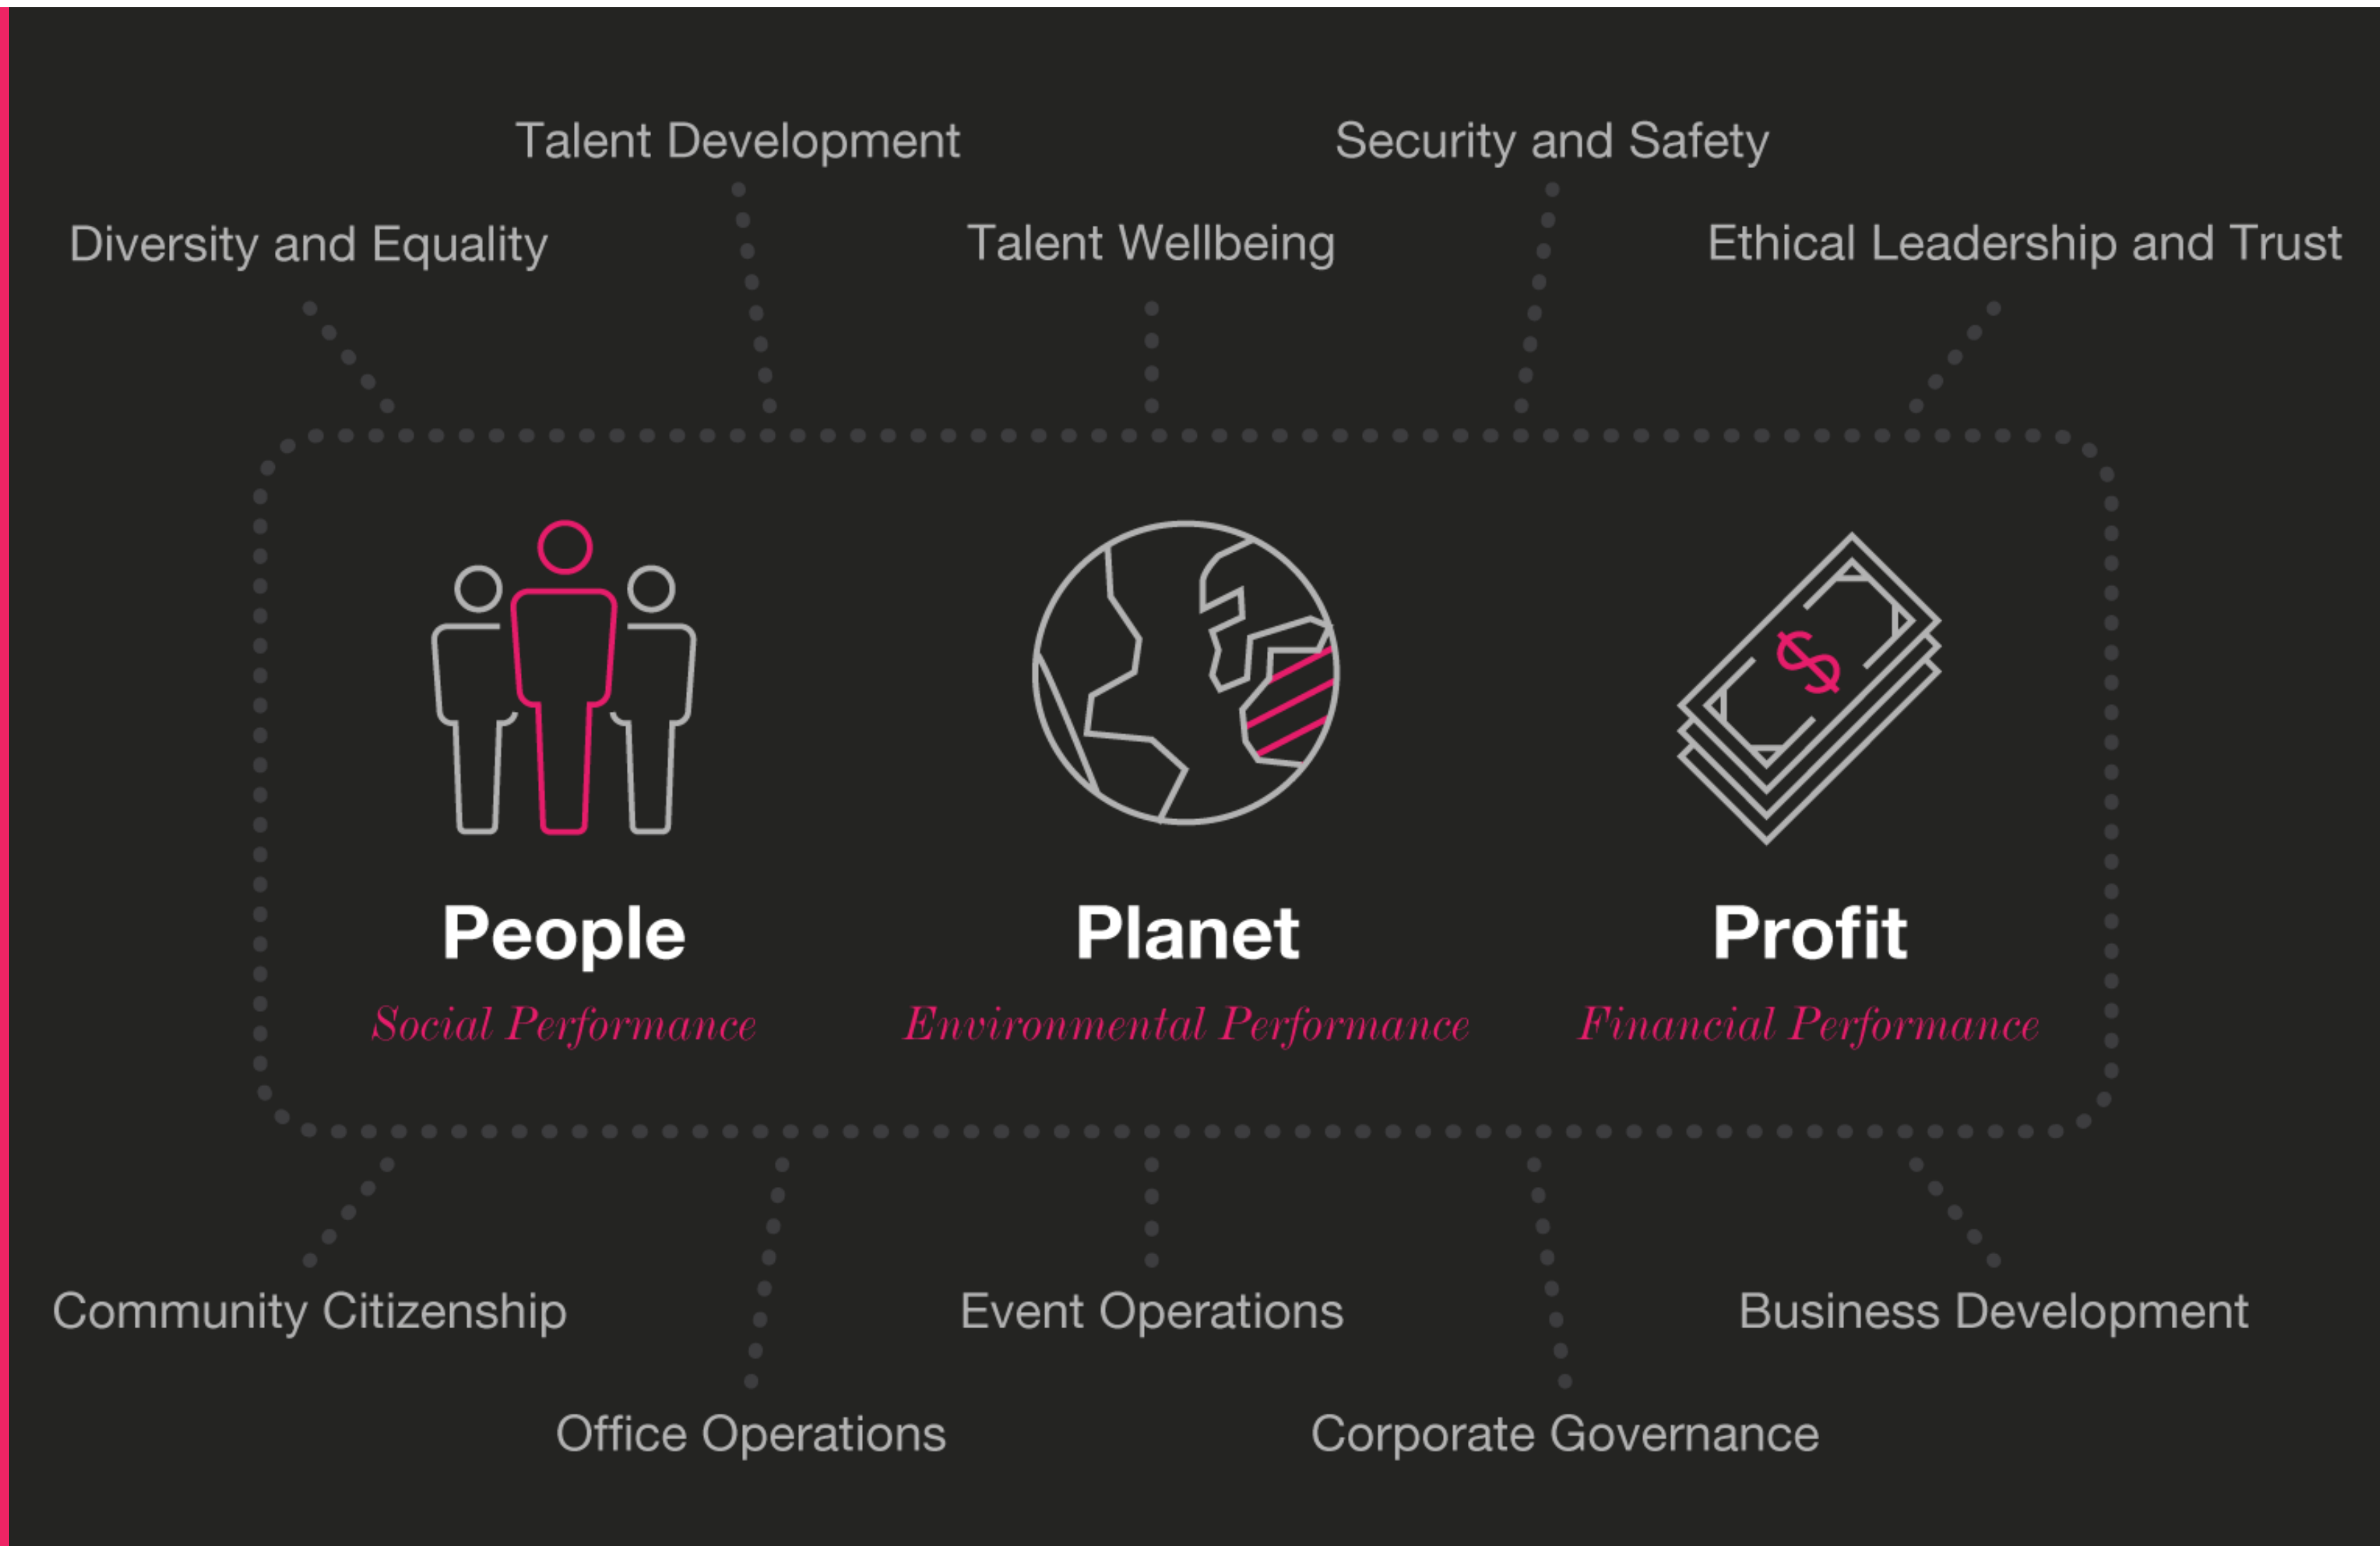 Talent Development
Security and Safety
Diversity and Equality
Talent Wellbeing
Ethical Leadership and Trust
$
People
Planet
Profit
Social Performance
Environmental Performance
Financial Performance
Community Citizenship
Event Operations
Business Development
Office Operations
Corporate Governance